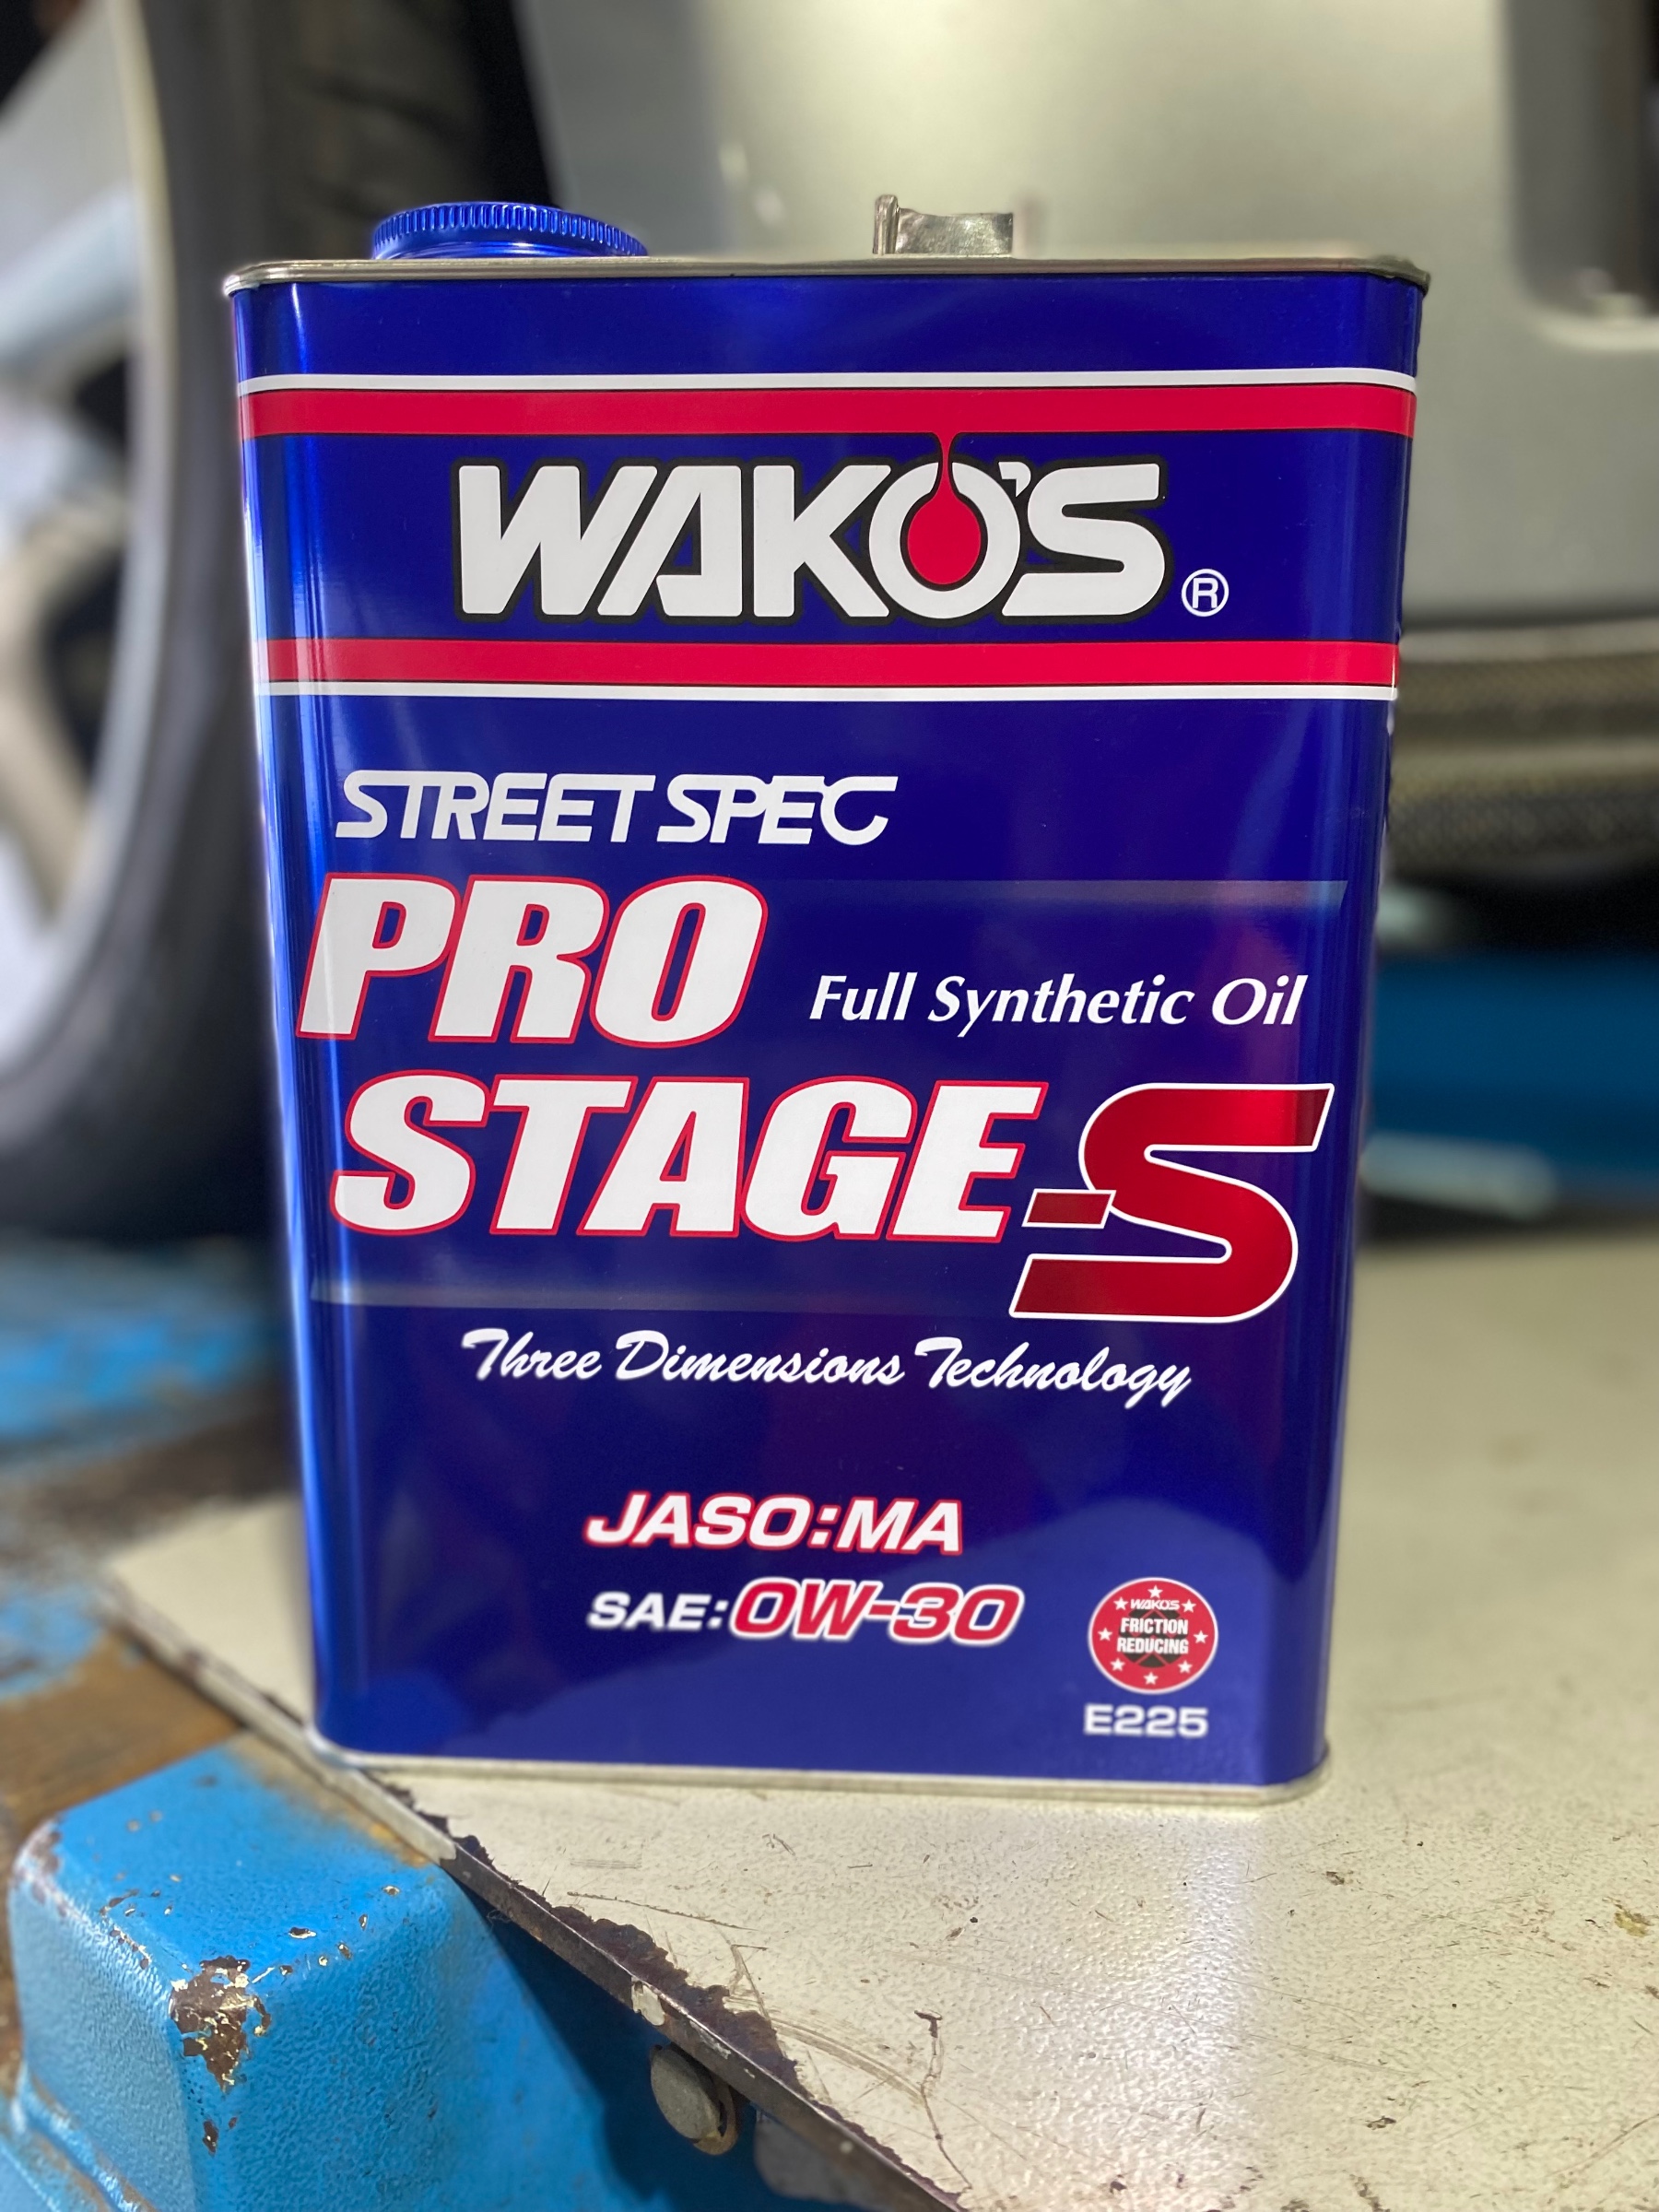 WAKO'S ®
STREET SPEC
PRO
Full Synthetic Oil
STAGE-S
Three Dimensions Technology
JASO:MA
SAE:0W-30
WAKO'S
FRICTION
REDUCING
E225